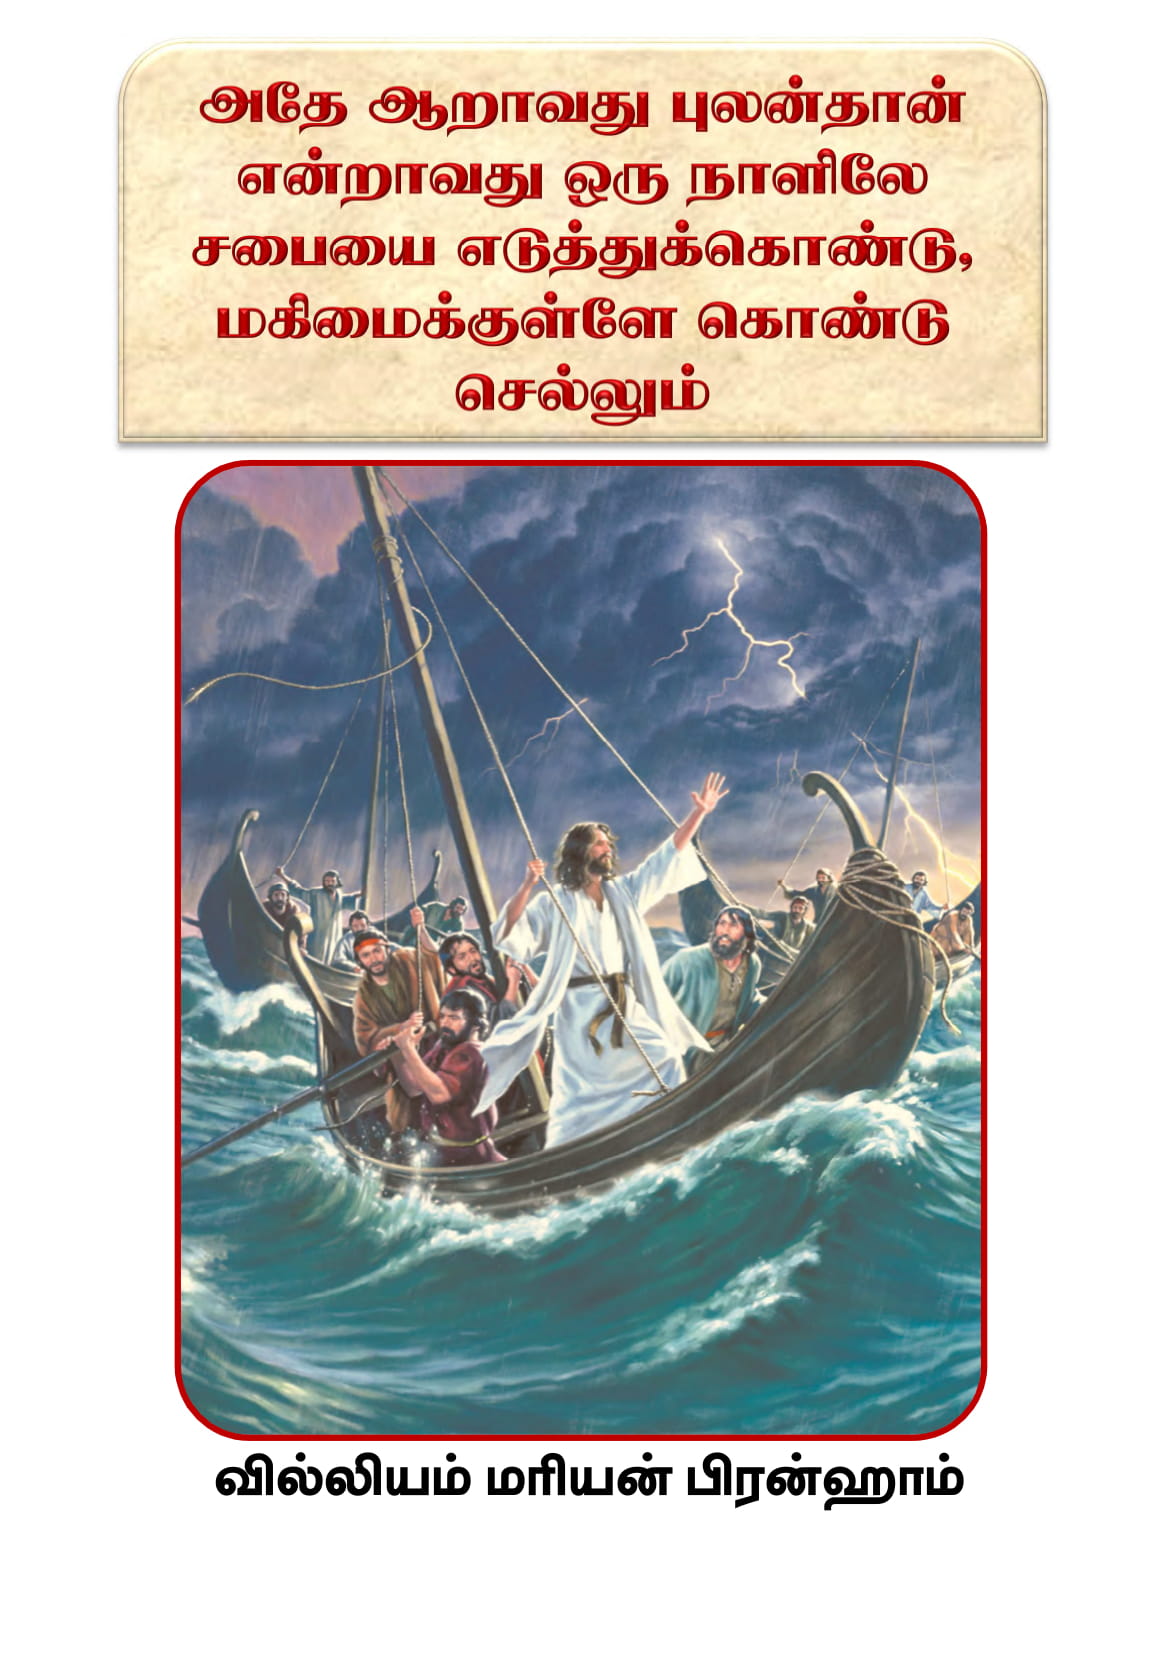 அதே ஆறாவது புலன்தான்
என்றாவது ஒரு நாளிலே
சபையை எடுத்துக்கொண்டு,
மகிமைக்குள்ளே கொண்டு
செல்லும்
வில்லியம் மரியன் பிரன்ஹாம்